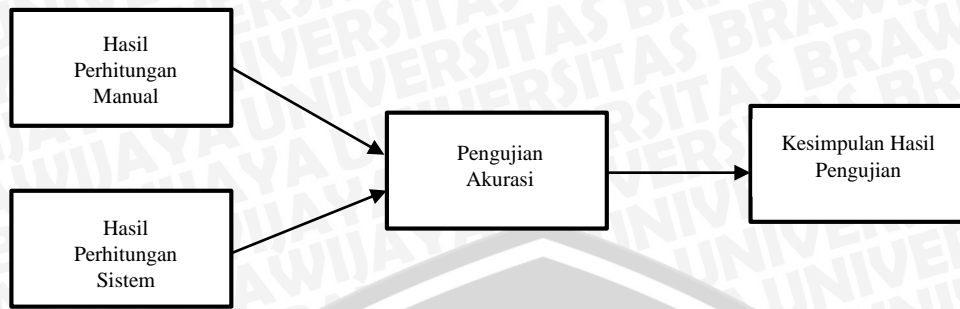 Hasil
Perhitungan
Manual
Pengujian
Akurasi
Kesimpulan Hasil
Pengujian
Hasil
Perhitungan
Sistem